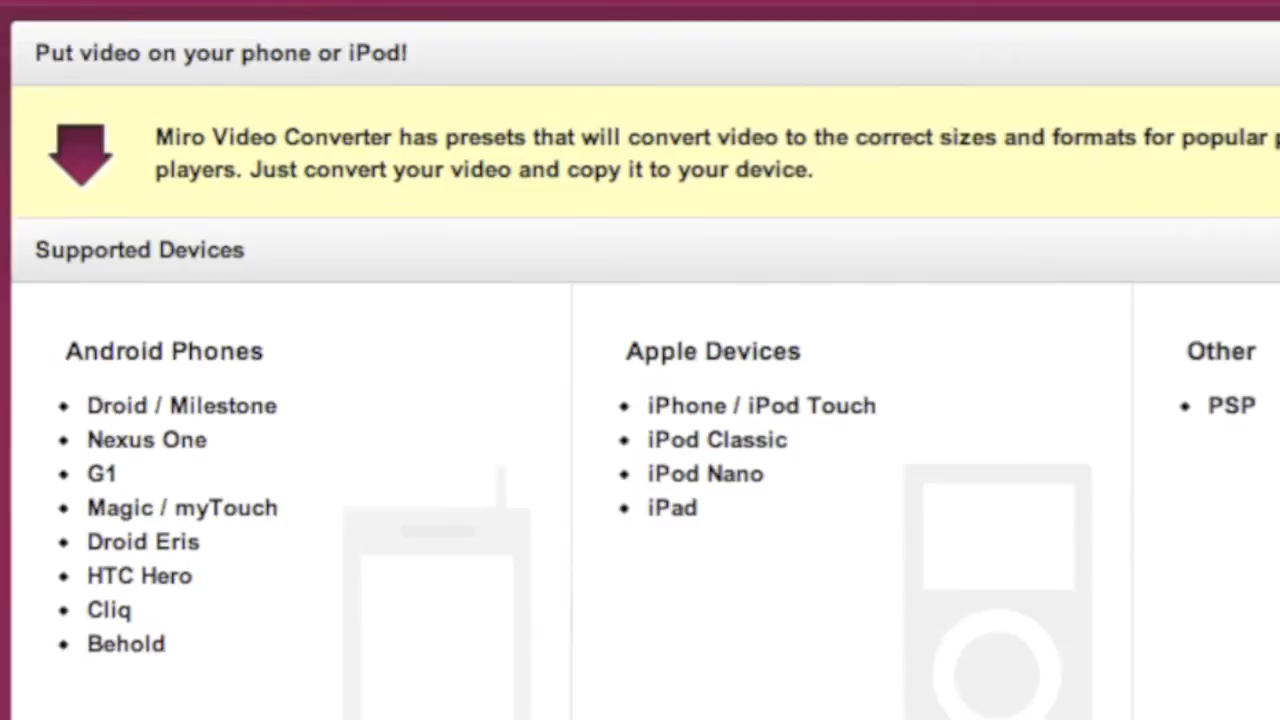 Put video on your phone or iPod!
Miro Video Converter has presets that will convert video to the correct sizes and formats for popular
players. Just convert your video and copy it to your device.
Supported Devices
Android Phones
Droid / Milestone
Nexus One
G1
Magic / myTouch
Droid Eris
HTC Hero
Cliq
Behold
Apple Devices
iPhone / iPod Touch
iPod Classic
iPod Nano
iPad
Other
PSP